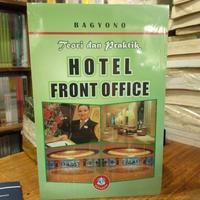 BAGYONO
Teori dan Praktik
HOTEL
FRONT OFFICE